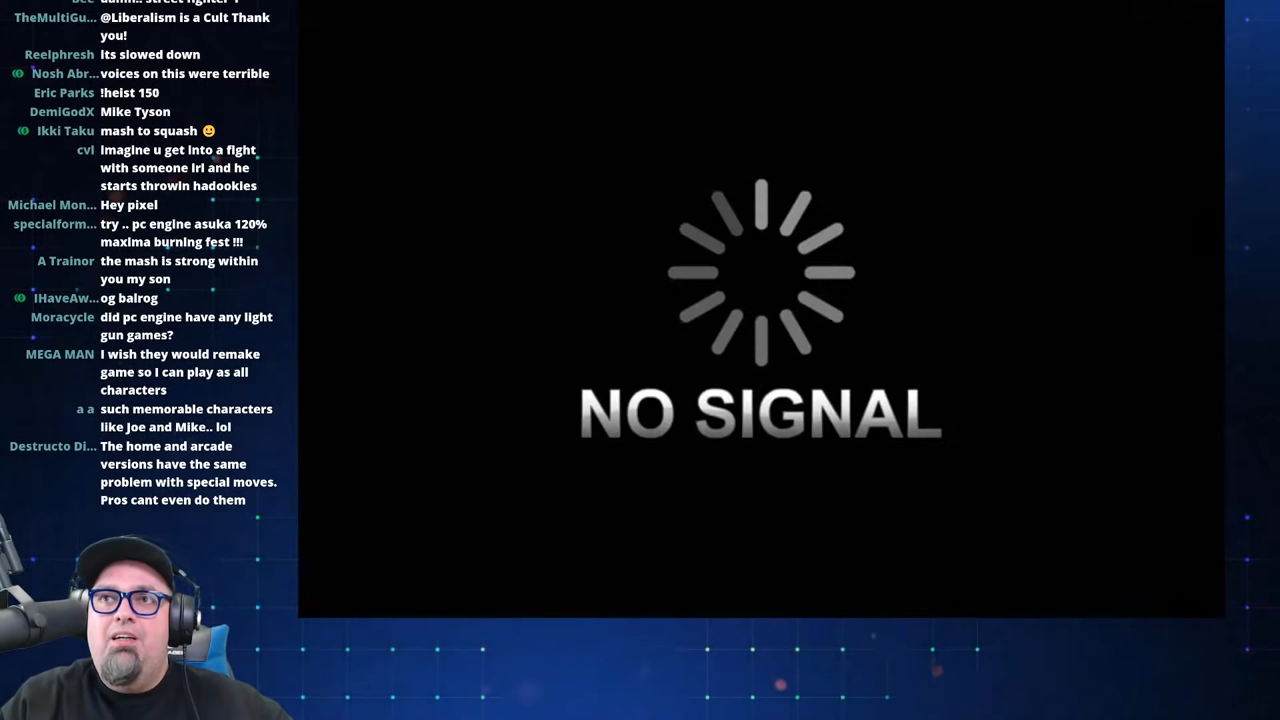 TheMultiGu... @Liberalism is a Cult Thank
you!
Reelphresh its slowed down
Nosh Abr... voices on this were terrible
Eric Parks !heist 150
DemiGodX Mike Tyson
Ikki Taku mash to squash 😃
cvl imagine u get into a fight
with someone irl and he
starts throwin hadookies
Michael Mon... Hey pixel
specialform... try .. pc engine asuka 120%
maxima burning fest !!!
A Trainor the mash is strong within
you my son
IHaveAw... og balrog
Moracycle did pc engine have any light
gun games?
MEGA MAN I wish they would remake
game so I can play as all
characters
a a such memorable characters
like Joe and Mike.. lol
Destructo Di... The home and arcade
versions have the same
problem with special moves.
Pros cant even do them
NO SIGNAL